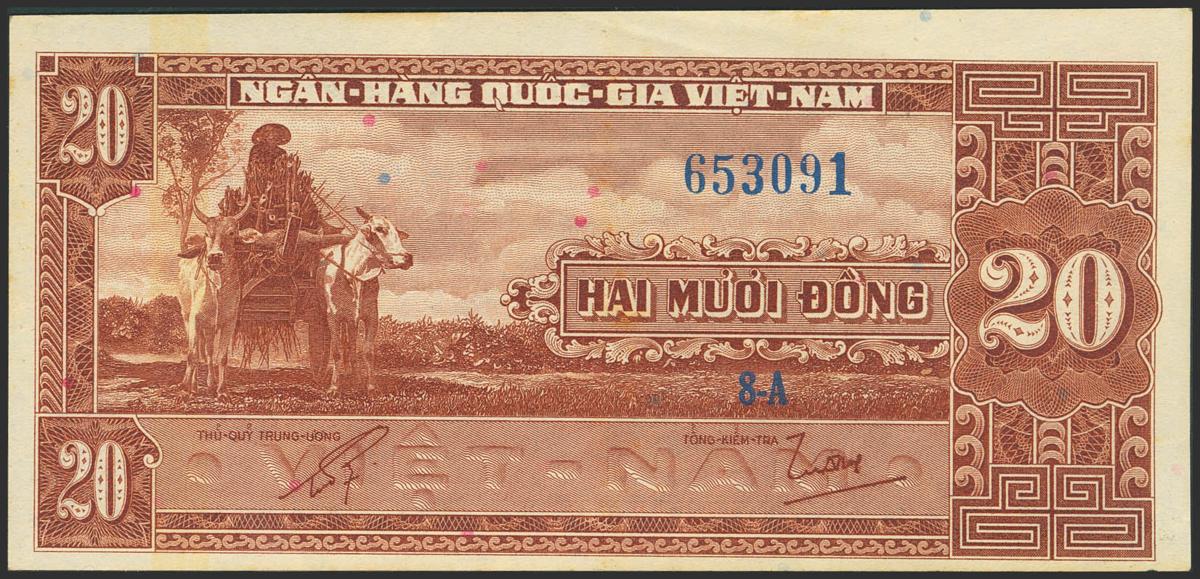 NGÂN-HÀNG QUỐC-GIA VIỆT-NAM
20
653091
HAI MƯƠI ĐỒNG
20
8-A
THỦ-QUỸ TRUNG-ƯƠNG
TỔNG-KIỂM-TRA
VIỆT-NAM
20